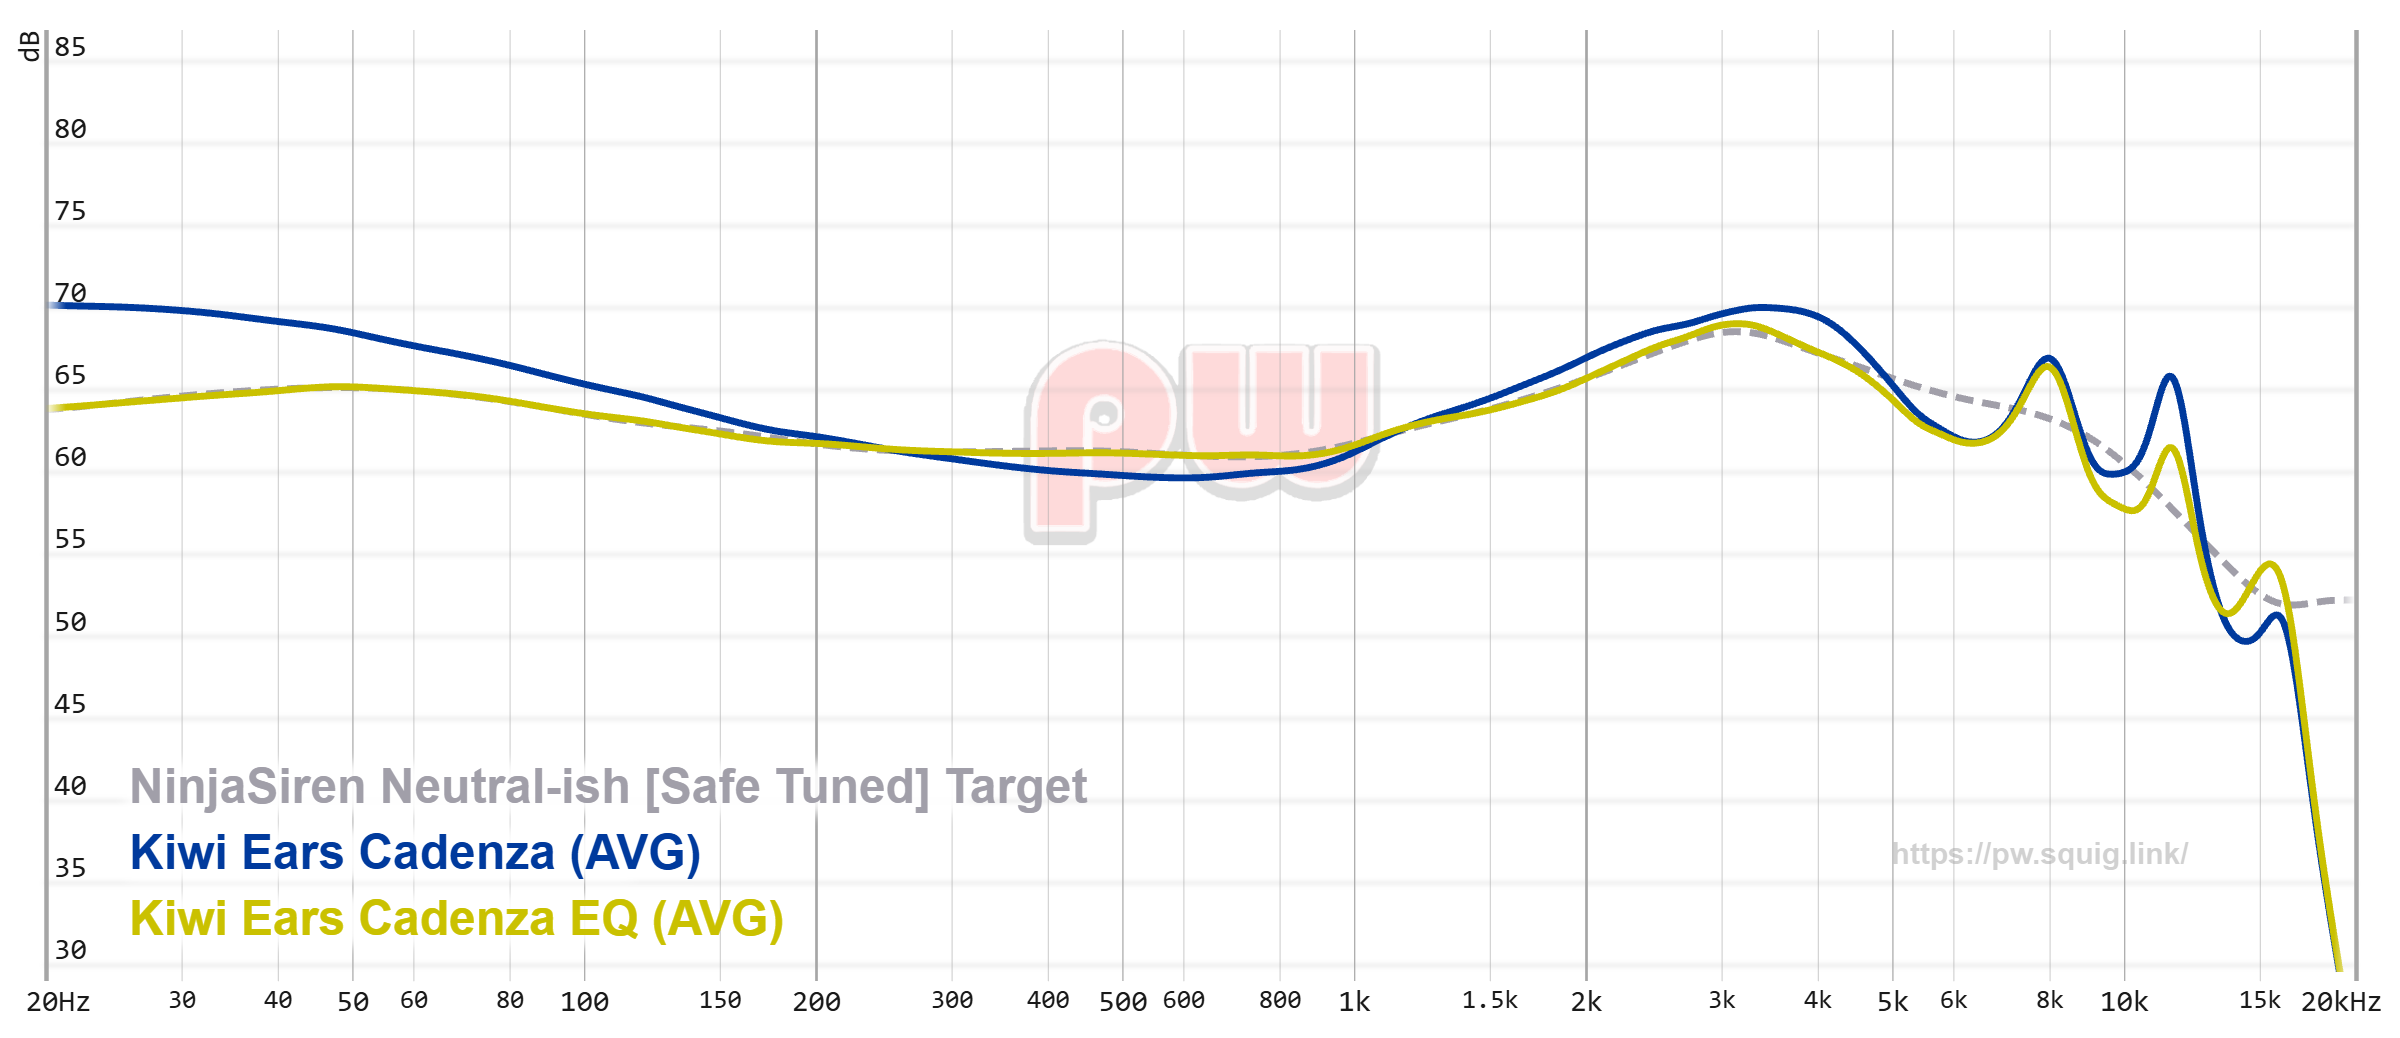 dB
85
80
75
70
65
60
55
50
45
40
35
30
pw
NinjaSiren Neutral-ish [Safe Tuned] Target
Kiwi Ears Cadenza (AVG)
Kiwi Ears Cadenza EQ (AVG)
https://pw.squig.link/
20Hz 30 40 50 60 80 100 150 200 300 400 500 600 800 1k 1.5k 2k 3k 4k 5k 6k 8k 10k 15k 20kHz